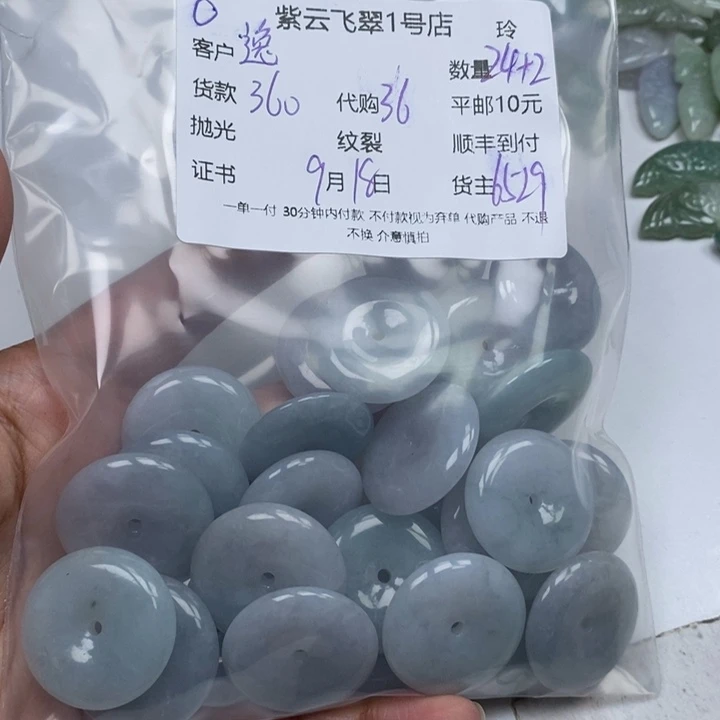 紫云飞翠1号店 玲
客户 逸 数量 24+2
货款 360 代购 36 平邮10元
抛光 纹裂 顺丰到付
证书 9月18日 货主 6529
一单一付 30分钟内付款 不付款视为弃单 代购产品 不退
不换 介意慎拍